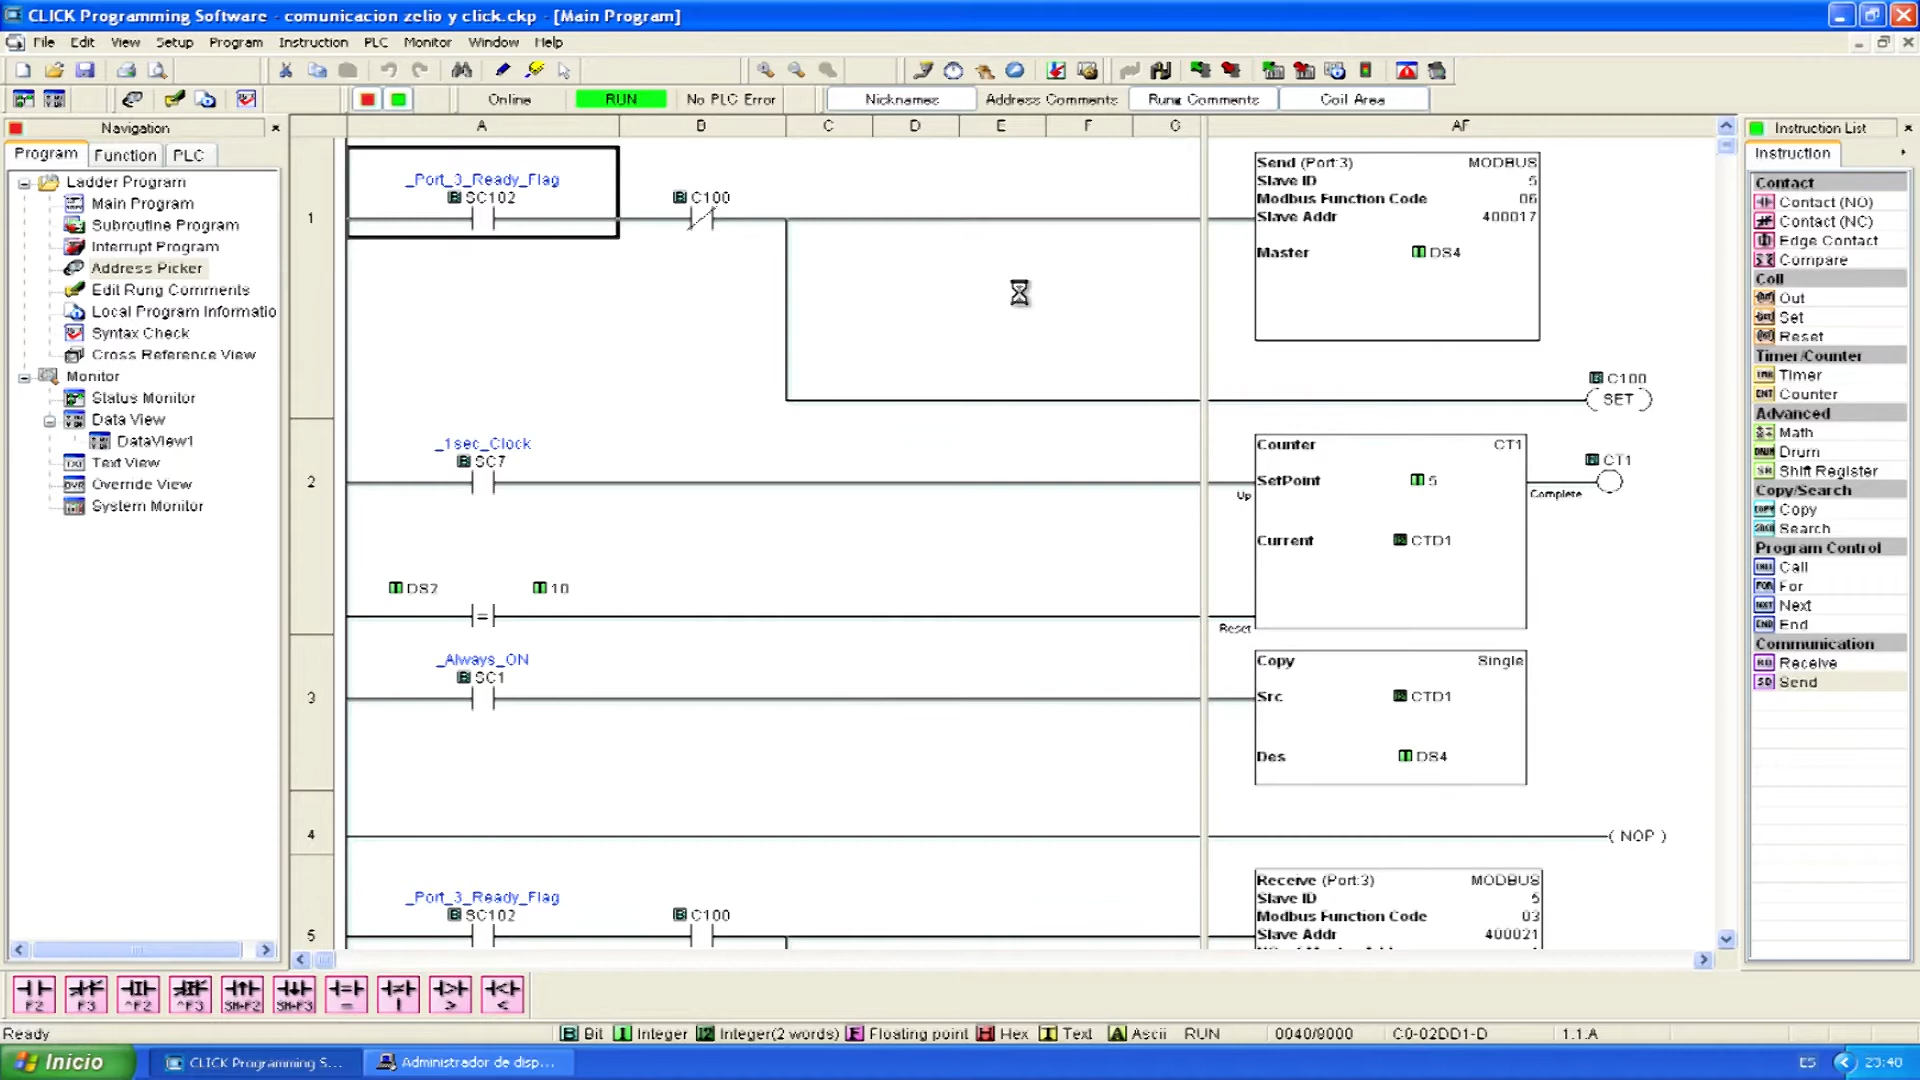 CLICK Programming Software - comunicacion zelio y click.ckp - [Main Program]
File Edit View Setup Program Instruction PLC Monitor Window Help
Online RUN No PLC Error Nicknames Address Comments Rung Comments Coil Area
Navigation
Program Function PLC
Ladder Program
Main Program
Subroutine Program
Interrupt Program
Address Picker
Edit Rung Comments
Local Program Informatio
Syntax Check
Cross Reference View
Monitor
Status Monitor
Data View
DataView1
Text View
Override View
System Monitor
A B C D E F G AF
1
_Port_3_Ready_Flag
SC102
C100
Send (Port:3) MODBUS
Slave ID 5
Modbus Function Code 06
Slave Addr 400017
Master DS4
C100
SET
2
_1sec_Clock
SC7
Counter CT1
SetPoint 5
Up
Current CTD1
CT1
Complete
DS2 10
=
Reset
3
_Always_ON
SC1
Copy Single
Src CTD1
Des DS4
4
( NOP )
5
_Port_3_Ready_Flag
SC102
C100
Receive (Port:3) MODBUS
Slave ID 5
Modbus Function Code 03
Slave Addr 400021
Instruction List
Instruction
Contact
Contact (NO)
Contact (NC)
Edge Contact
Compare
Coil
Out
Set
Reset
Timer/Counter
Timer
Counter
Advanced
Math
Drum
Shift Register
Copy/Search
Copy
Search
Program Control
Call
For
Next
End
Communication
Receive
Send
F2 F3 ^F2 ^F3 SH+F2 SH+F3 = | > <
Ready
B Bit I Integer I2 Integer(2 words) F Floating point H Hex T Text A Ascii RUN 0040/8000 C0-02DD1-D 1.1.A
Inicio CLICK Programming S... Administrador de disp... ES 23:40